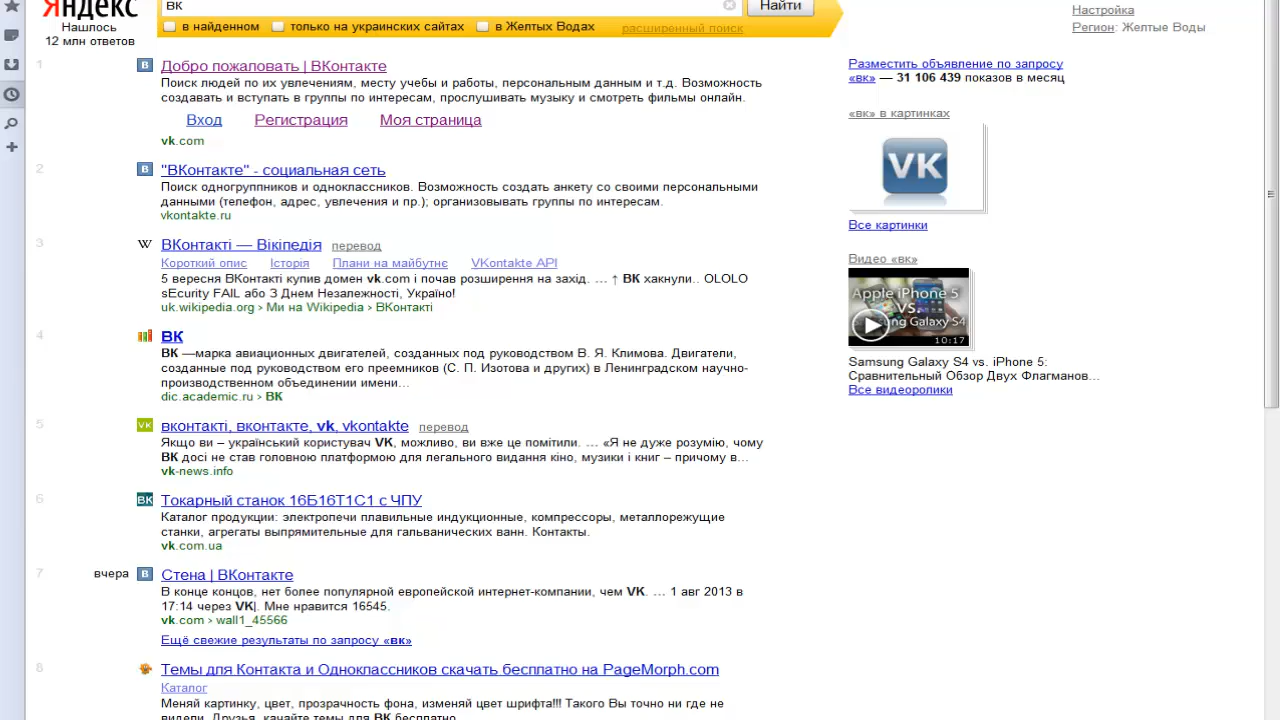 Яндекс
Нашлось
12 млн ответов
вк
Найти
в найденном
только на украинских сайтах
в Желтых Водах
расширенный поиск
Настройка
Регион: Желтые Воды
1
Добро пожаловать | ВКонтакте
Поиск людей по их увлечениям, месту учебы и работы, персональным данным и т.д. Возможность
создавать и вступать в группы по интересам, прослушивать музыку и смотреть фильмы онлайн.
Вход Регистрация Моя страница
vk.com
2
"ВКонтакте" - социальная сеть
Поиск одногруппников и одноклассников. Возможность создать анкету со своими персональными
данными (телефон, адрес, увлечения и пр.); организовывать группы по интересам.
vkontakte.ru
3
W
ВКонтакті — Вікіпедія перевод
Короткий опис Історія Плани на майбутнє VKontakte API
5 вересня ВКонтакті купив домен vk.com і почав розширення на захід. ... ↑ ВК хакнули.. OLOLO
sEcurity FAIL або З Днем Незалежності, Україно!
uk.wikipedia.org › Ми на Wikipedia › ВКонтакті
4
ВК
ВК —марка авиационных двигателей, созданных под руководством В. Я. Климова. Двигатели,
созданные под руководством его преемников (С. П. Изотова и других) в Ленинградском научно-
производственном объединении имени...
dic.academic.ru › ВК
5
VK
вконтакті, вконтакте, vk, vkontakte перевод
Якщо ви – український користувач VK, можливо, ви вже це помітили. ... «Я не дуже розумію, чому
ВК досі не став головною платформою для легального видання кіно, музики і книг – причому в...
vk-news.info
6
ВК
Токарный станок 16Б16Т1С1 с ЧПУ
Каталог продукции: электропечи плавильные индукционные, компрессоры, металлорежущие
станки, агрегаты выпрямительные для гальванических ванн. Контакты.
vk.com.ua
7
вчера
Стена | ВКонтакте
В конце концов, нет более популярной европейской интернет-компании, чем VK. ... 1 авг 2013 в
17:14 через VK|. Мне нравится 16545.
vk.com › wall1_45566
Ещё свежие результаты по запросу «вк»
8
Темы для Контакта и Одноклассников скачать бесплатно на PageMorph.com
Каталог
Меняй картинку, цвет, прозрачность фона, изменяй цвет шрифта!!! Такого Вы точно ни где не
видели. Друзья, качайте темы для ВК бесплатно.
Разместить объявление по запросу
«вк» — 31 106 439 показов в месяц
«вк» в картинках
VK
Все картинки
Видео «вк»
Apple iPhone 5
VS.
Samsung Galaxy S4
10:17
Samsung Galaxy S4 vs. iPhone 5:
Сравнительный Обзор Двух Флагманов...
Все видеоролики